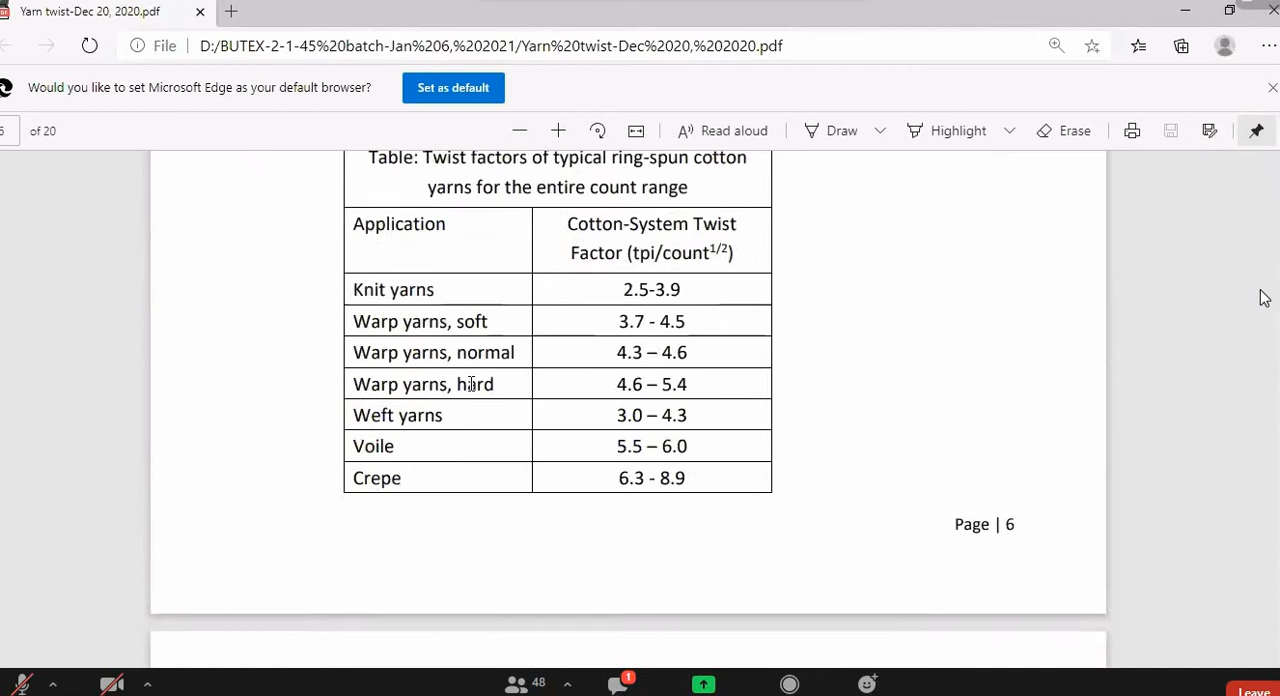 Yarn twist-Dec 20, 2020.pdf
File D:/BUTEX-2-1-45%20batch-Jan%206,%202021/Yarn%20twist-Dec%2020,%202020.pdf
Would you like to set Microsoft Edge as your default browser? Set as default
of 20 Read aloud Draw Highlight Erase
Table: Twist factors of typical ring-spun cotton
yarns for the entire count range
Application Cotton-System Twist
Factor (tpi/count1/2)
Knit yarns 2.5-3.9
Warp yarns, soft 3.7 - 4.5
Warp yarns, normal 4.3 – 4.6
Warp yarns, hard 4.6 – 5.4
Weft yarns 3.0 – 4.3
Voile 5.5 – 6.0
Crepe 6.3 - 8.9
Page | 6
48 1 Leave